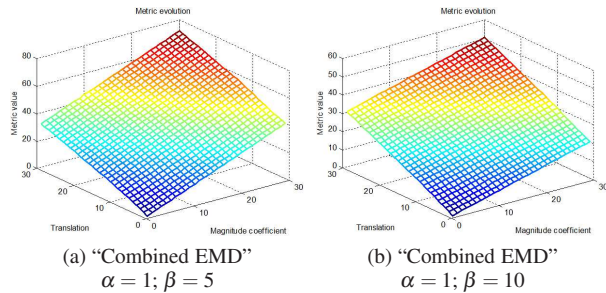 Metric evolution
Metric value
80
60
40
20
0
30
20
10
0
Translation
0
10
20
30
Magnitude coefficient
(a) “Combined EMD”
α = 1; β = 5
Metric evolution
Metric value
60
50
40
30
20
10
0
30
20
10
0
Translation
0
10
20
30
Magnitude coefficient
(b) “Combined EMD”
α = 1; β = 10